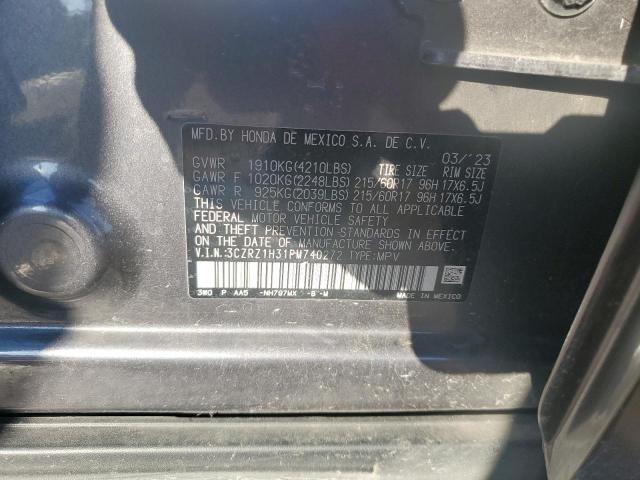 MFD.BY HONDA DE MEXICO S.A. DE C.V.
03/'23
GVWR 1910KG(4210LBS) TIRE SIZE RIM SIZE
GAWR F 1020KG(2248LBS) 215/60R17 96H 17X6.5J
GAWR R 925KG(2039LBS) 215/60R17 96H 17X6.5J
THIS VEHICLE CONFORMS TO ALL APPLICABLE
FEDERAL MOTOR VEHICLE SAFETY
AND THEFT PREVENTION-STANDARDS IN EFFECT
ON THE DATE OF MANUFACTURE SHOWN ABOVE.
V.I.N.:3CZRZ1H31PM740272 TYPE:MPV
3W0 P AA5 -NH797MX -B -M
MADE IN MEXICO